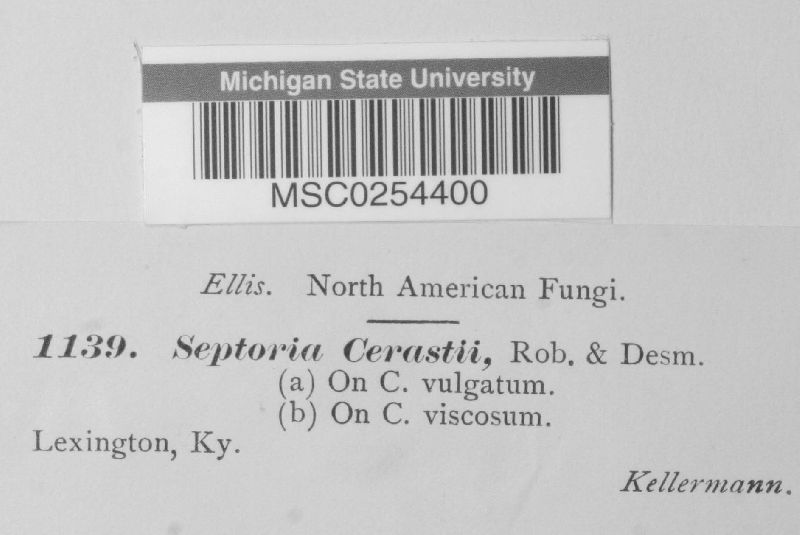 Michigan State University
MSC0254400
Ellis. North American Fungi.
1139. Septoria Cerastii, Rob. & Desm.
(a) On C. vulgatum.
(b) On C. viscosum.
Lexington, Ky.
Kellermann.